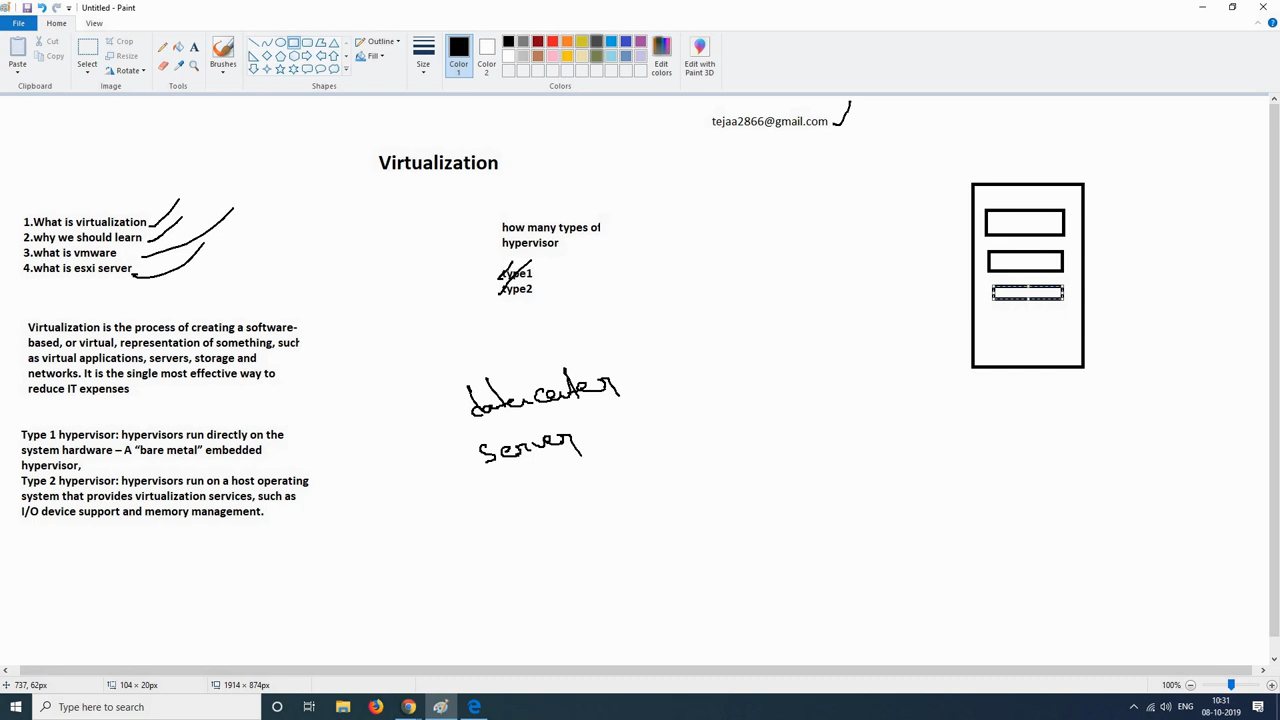 Untitled - Paint
File
Home
View
Paste
Cut
Copy
Clipboard
Select
Crop
Resize
Rotate
Image
Tools
Brushes
Shapes
Outline
Fill
Size
Color 1
Color 2
Colors
Edit colors
Edit with Paint 3D
tejaa2866@gmail.com
Virtualization
1.What is virtualization
2.why we should learn
3.what is vmware
4.what is esxi server
how many types of
hypervisor
type1
type2
Virtualization is the process of creating a software-
based, or virtual, representation of something, such
as virtual applications, servers, storage and
networks. It is the single most effective way to
reduce IT expenses
datacenter
server
Type 1 hypervisor: hypervisors run directly on the
system hardware – A “bare metal” embedded
hypervisor,
Type 2 hypervisor: hypervisors run on a host operating
system that provides virtualization services, such as
I/O device support and memory management.
737, 62px
104 × 20px
1914 × 874px
100%
Type here to search
10:31
08-10-2019